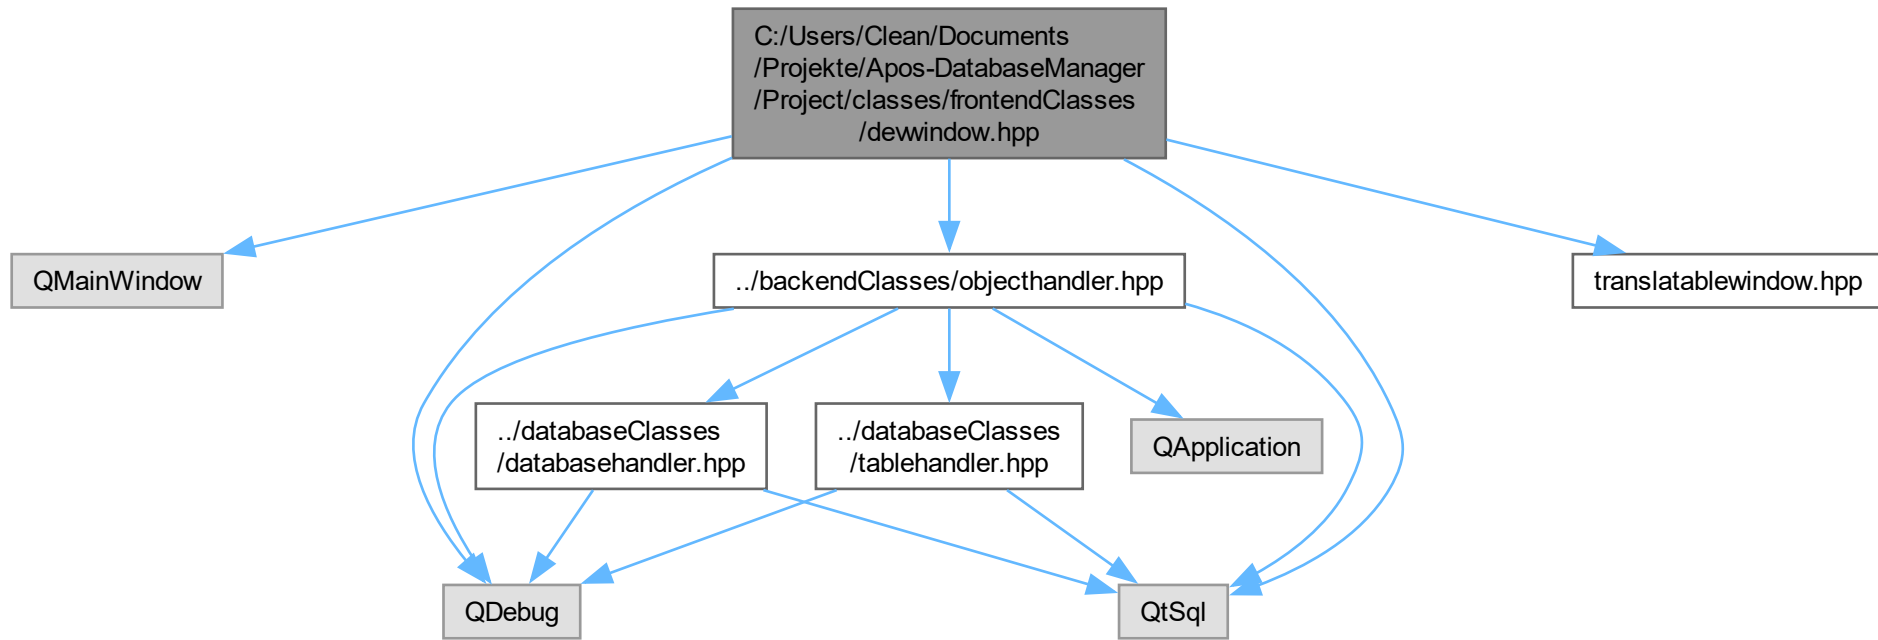 C:/Users/Clean/Documents
/Projekte/Apos-DatabaseManager
/Project/classes/frontendClasses
/devwindow.hpp
QMainWindow
../backendClasses/objecthandler.hpp
translatablewindow.hpp
../databaseClasses
/databasehandler.hpp
../databaseClasses
/tablehandler.hpp
QApplication
QDebug
QtSql